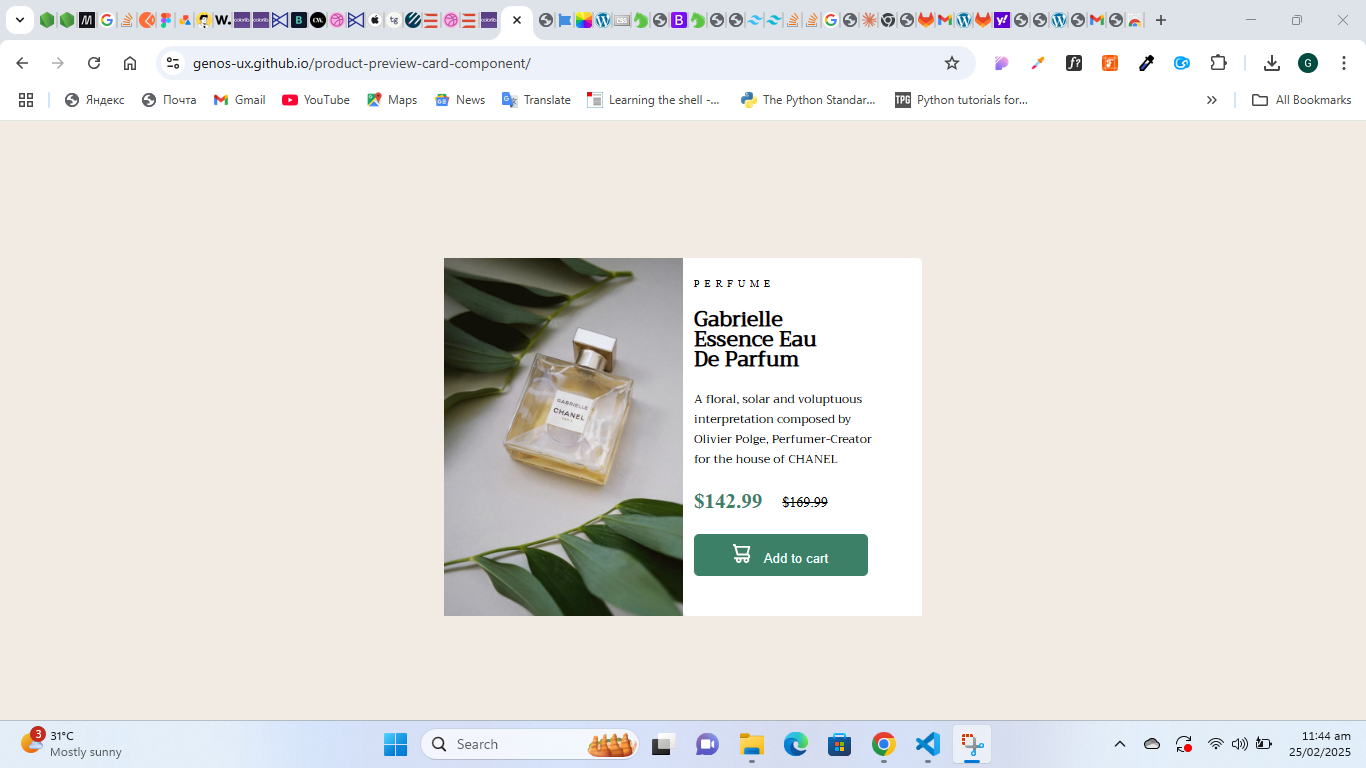 genos-ux.github.io/product-preview-card-component/
G
Яндекс
Почта
Gmail
YouTube
Maps
News
Translate
Learning the shell -...
The Python Standar...
Python tutorials for...
All Bookmarks
PERFUME
Gabrielle
Essence Eau
De Parfum
A floral, solar and voluptuous
interpretation composed by
Olivier Polge, Perfumer-Creator
for the house of CHANEL
$142.99 $169.99
Add to cart
GABRIELLE
CHANEL
PARIS
3
31°C
Mostly sunny
Search
11:44 am
25/02/2025